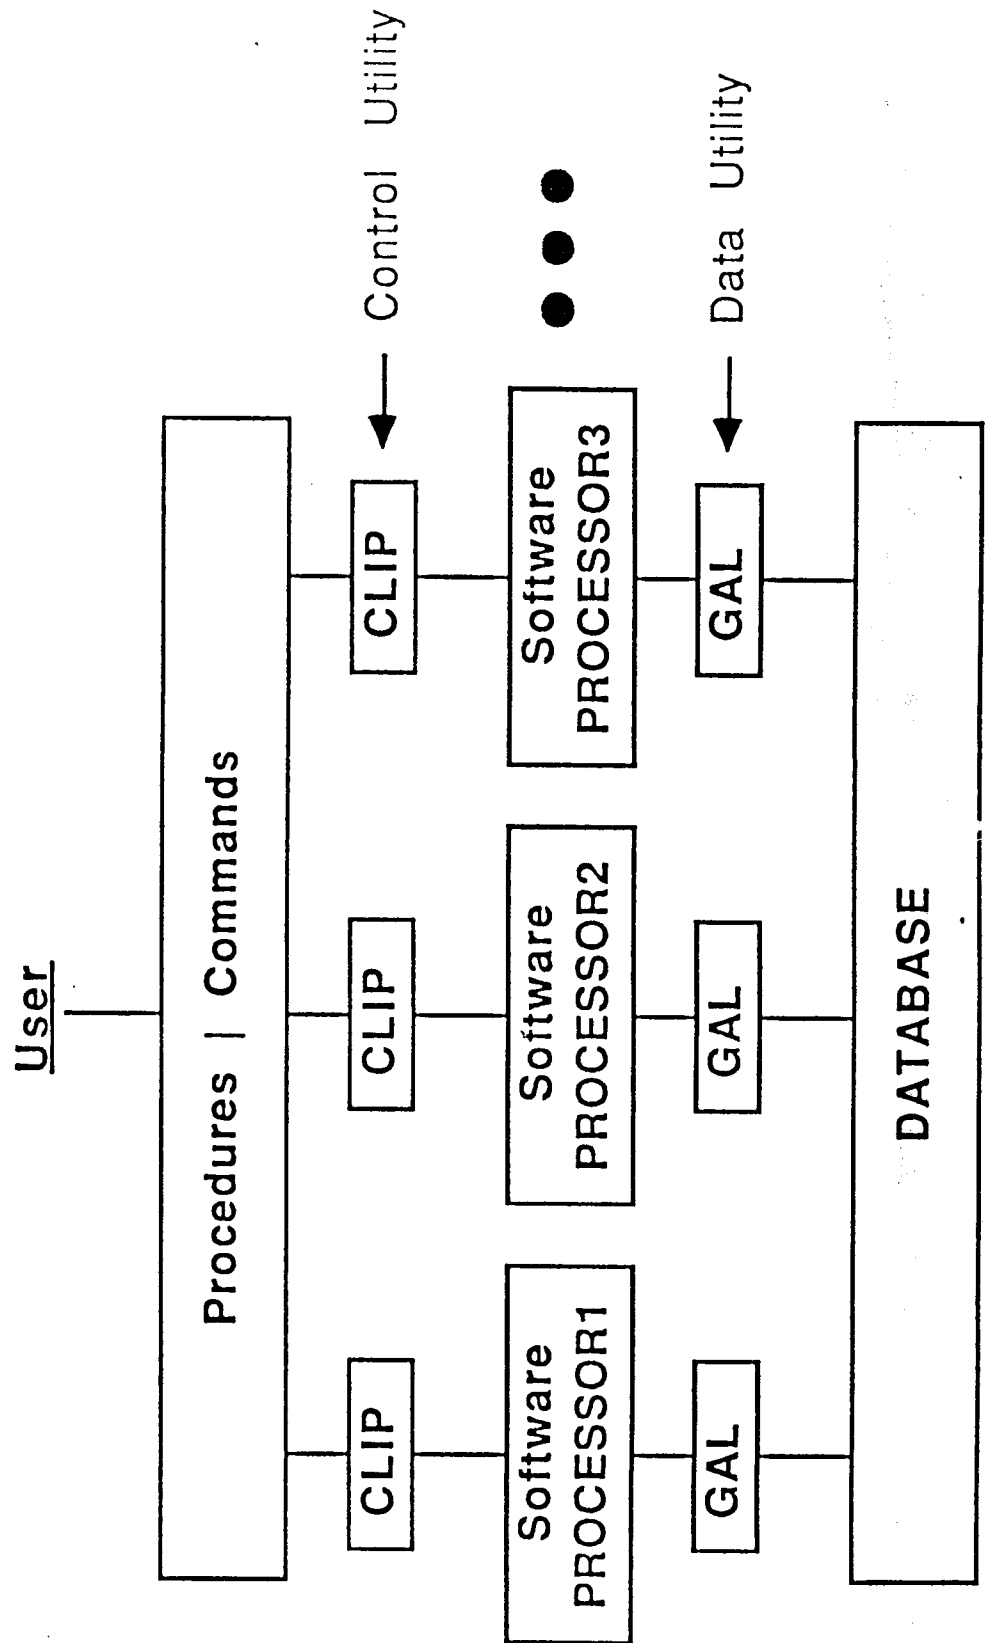 User
Procedures | Commands
CLIP
CLIP
CLIP
Control Utility
Software
PROCESSOR1
Software
PROCESSOR2
Software
PROCESSOR3
GAL
GAL
GAL
Data Utility
DATABASE